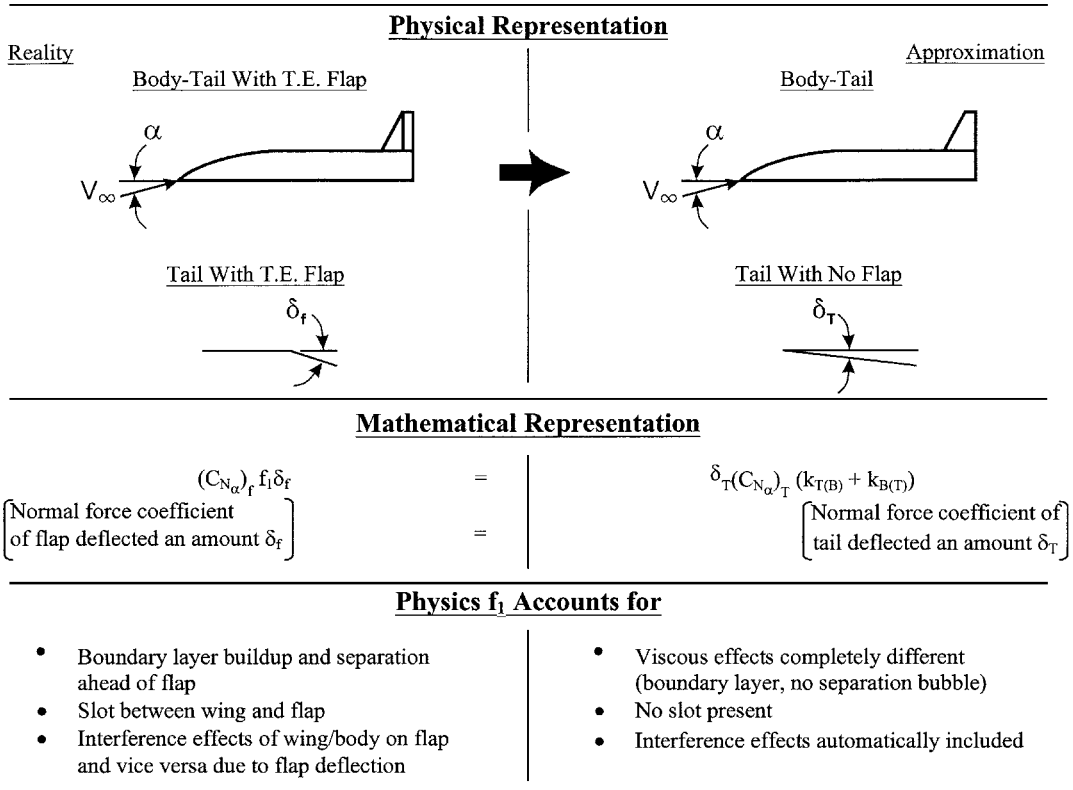 Physical Representation
Reality
Approximation
Body-Tail With T.E. Flap
Body-Tail
α
α
V∞
V∞
Tail With T.E. Flap
Tail With No Flap
δf
δT
Mathematical Representation
(CNα)f f1δf = δT(CNα)T (kT(B) + kB(T))
Normal force coefficient
of flap deflected an amount δf
=
Normal force coefficient of
tail deflected an amount δT
Physics f1 Accounts for
• Boundary layer buildup and separation
ahead of flap
• Slot between wing and flap
• Interference effects of wing/body on flap
and vice versa due to flap deflection
• Viscous effects completely different
(boundary layer, no separation bubble)
• No slot present
• Interference effects automatically included